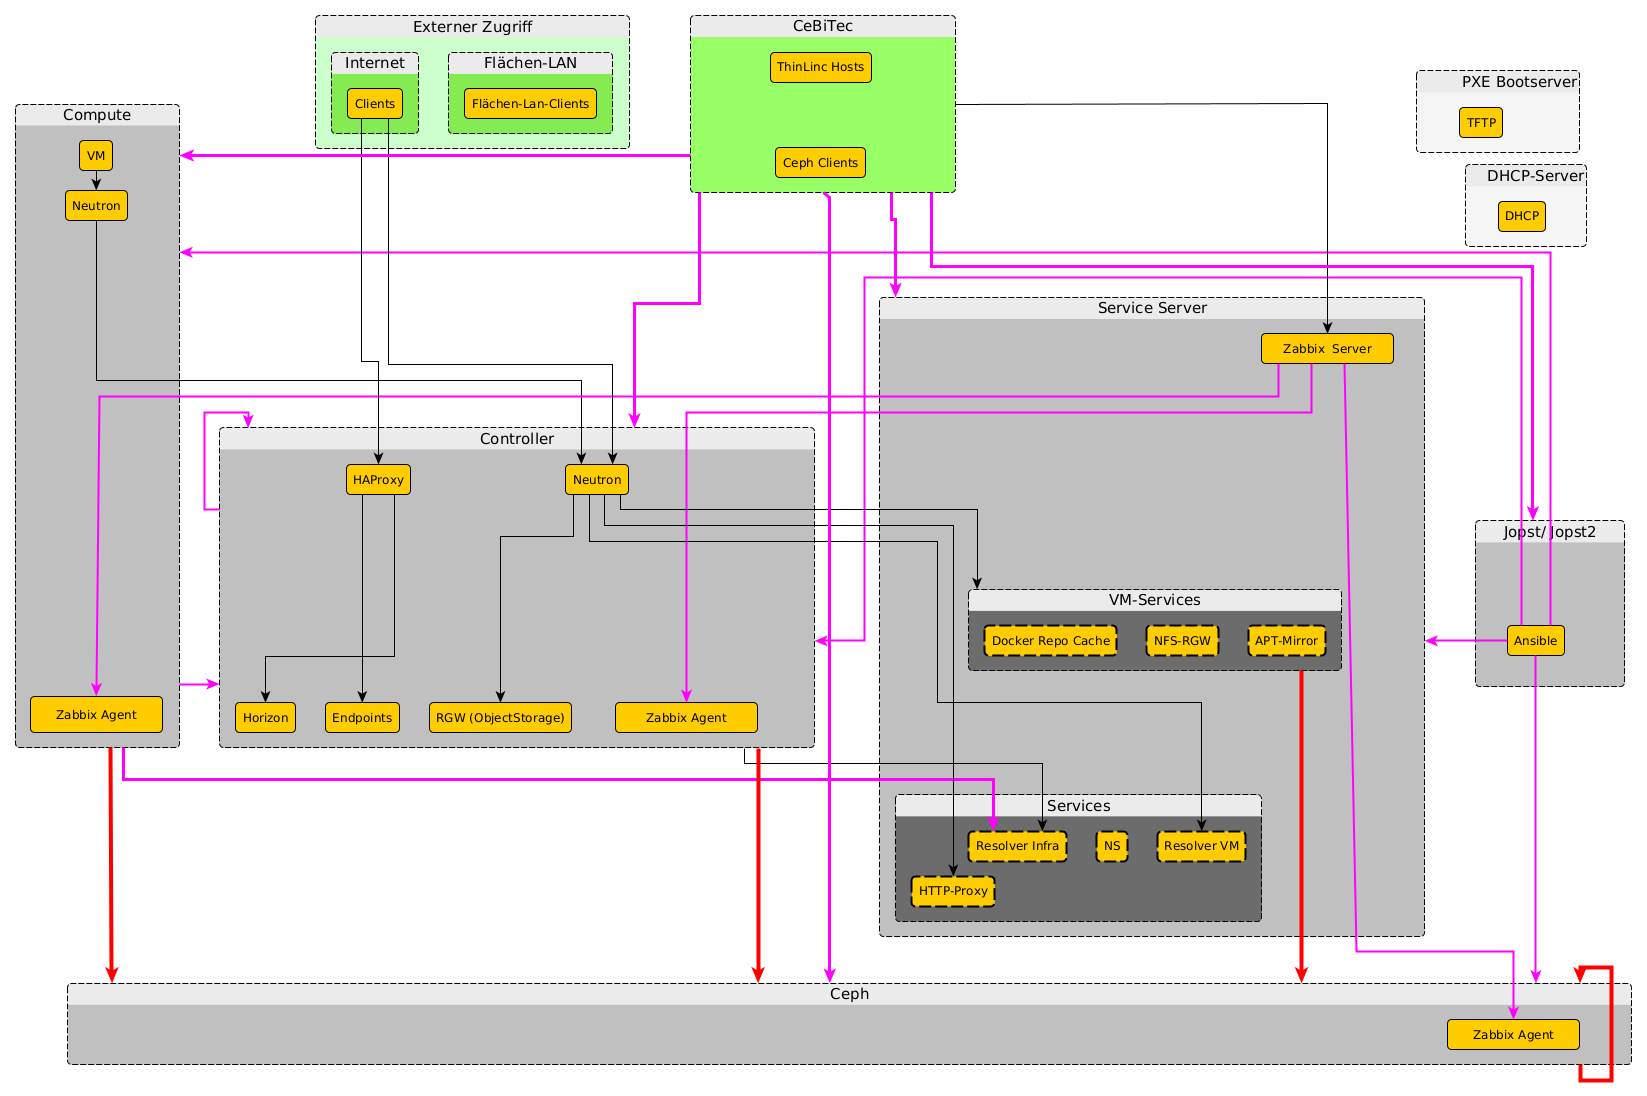 Externer Zugriff
Internet
Flächen-LAN
Clients
Flächen-Lan-Clients
CeBiTec
ThinLinc Hosts
Ceph Clients
PXE Bootserver
TFTP
DHCP-Server
DHCP
Compute
VM
Neutron
Zabbix Agent
Controller
HAProxy
Neutron
Horizon
Endpoints
RGW (ObjectStorage)
Zabbix Agent
Service Server
Zabbix  Server
VM-Services
Docker Repo Cache
NFS-RGW
APT-Mirror
Services
Resolver Infra
NS
Resolver VM
HTTP-Proxy
Jopst/ Jopst2
Ansible
Ceph
Zabbix Agent